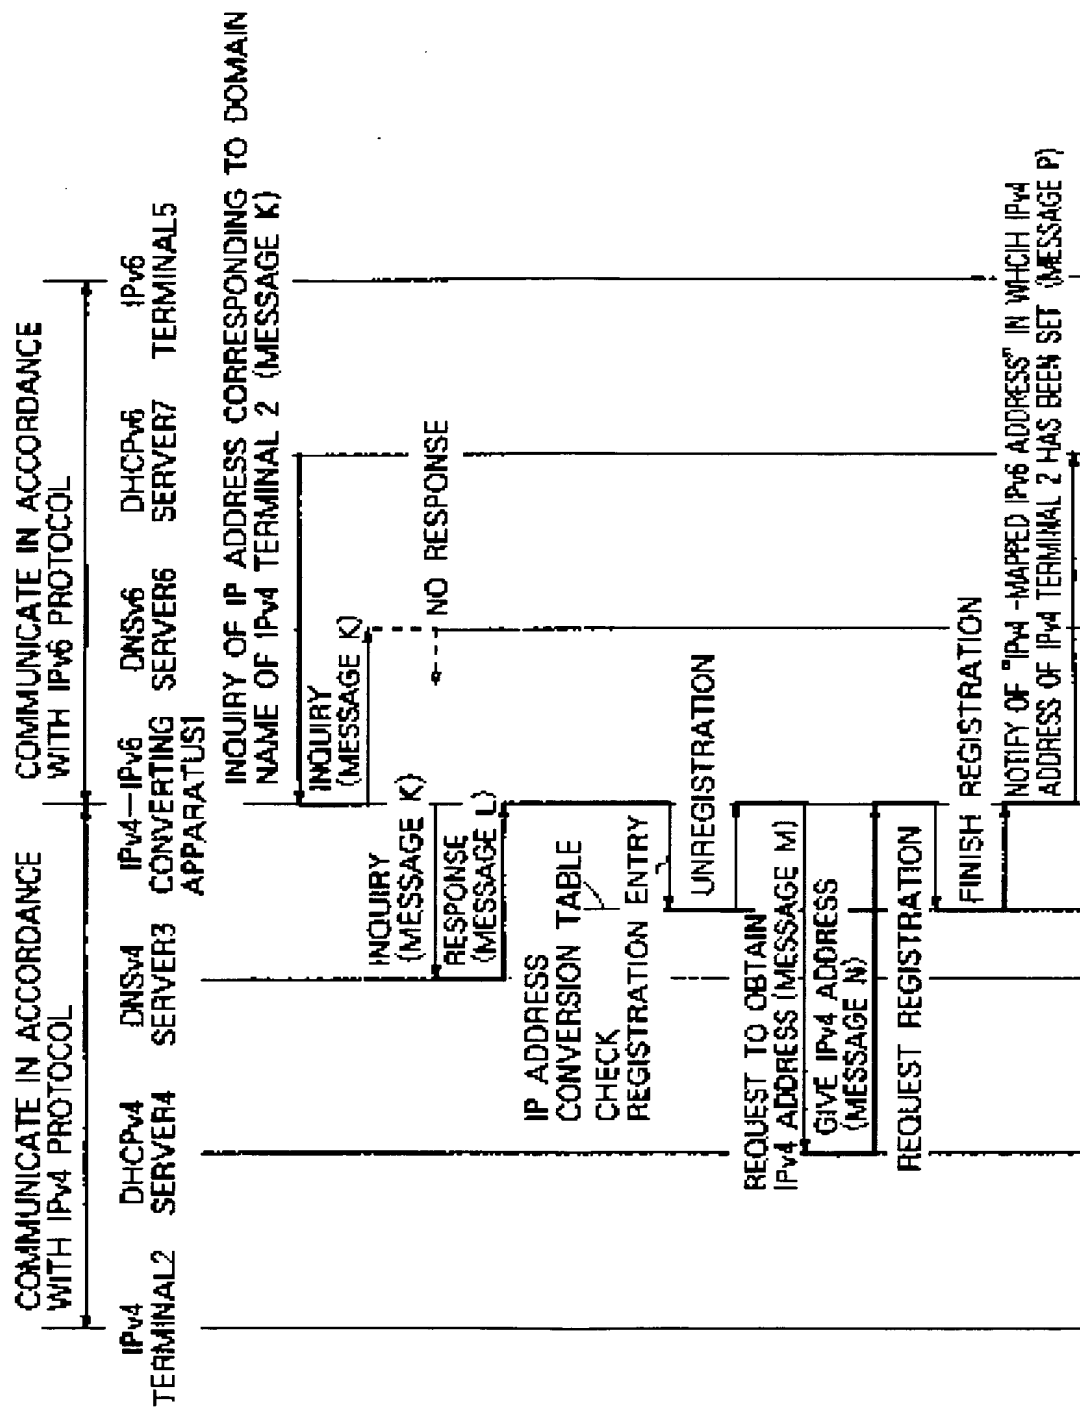 COMMUNICATE IN ACCORDANCE
WITH IPv4 PROTOCOL
COMMUNICATE IN ACCORDANCE
WITH IPv6 PROTOCOL
IPv4
TERMINAL2
DHCPv4
SERVER4
DNSv4
SERVER3
IPv4-IPv6
CONVERTING
APPARATUS1
DNSv6
SERVER6
DHCPv6
SERVER7
IPv6
TERMINAL5
INQUIRY OF IP ADDRESS CORRESPONDING TO DOMAIN
NAME OF IPv4 TERMINAL 2 (MESSAGE K)
INQUIRY
(MESSAGE K)
NO RESPONSE
INQUIRY
(MESSAGE K)
RESPONSE
(MESSAGE L)
IP ADDRESS
CONVERSION TABLE
CHECK
REGISTRATION ENTRY
UNREGISTRATION
REQUEST TO OBTAIN
IPv4 ADDRESS (MESSAGE M)
GIVE IPv4 ADDRESS
(MESSAGE N)
REQUEST REGISTRATION
FINISH REGISTRATION
NOTIFY OF "IPv4 -MAPPED IPv6 ADDRESS" IN WHCIH IPv4
ADDRESS OF IPv4 TERMINAL 2 HAS BEEN SET (MESSAGE P)